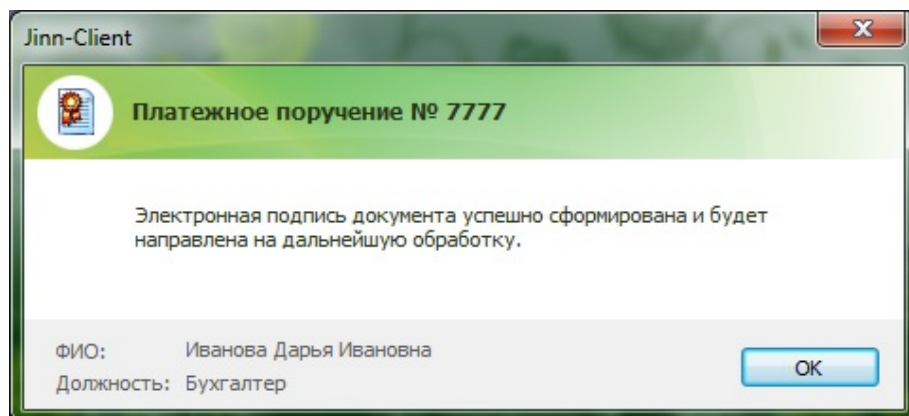 Jinn-Client
Платежное поручение № 7777
Электронная подпись документа успешно сформирована и будет
направлена на дальнейшую обработку.
ФИО: Иванова Дарья Ивановна
Должность: Бухгалтер
OK